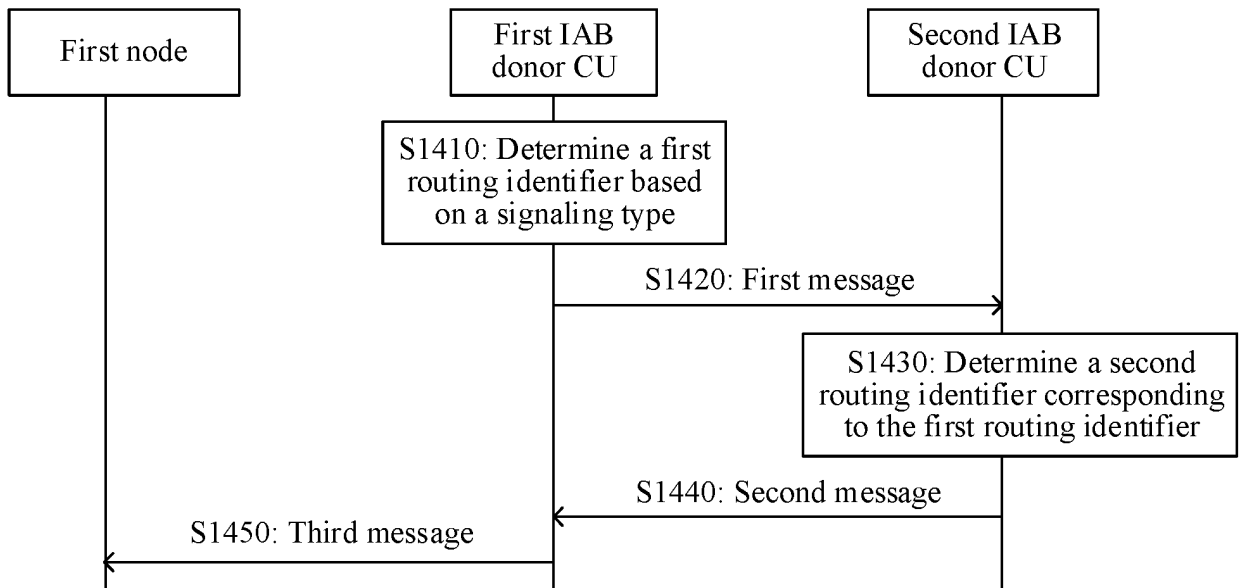 First node
First IAB
donor CU
Second IAB
donor CU
S1410: Determine a first
routing identifier based
on a signaling type
S1420: First message
S1430: Determine a second
routing identifier corresponding
to the first routing identifier
S1440: Second message
S1450: Third message